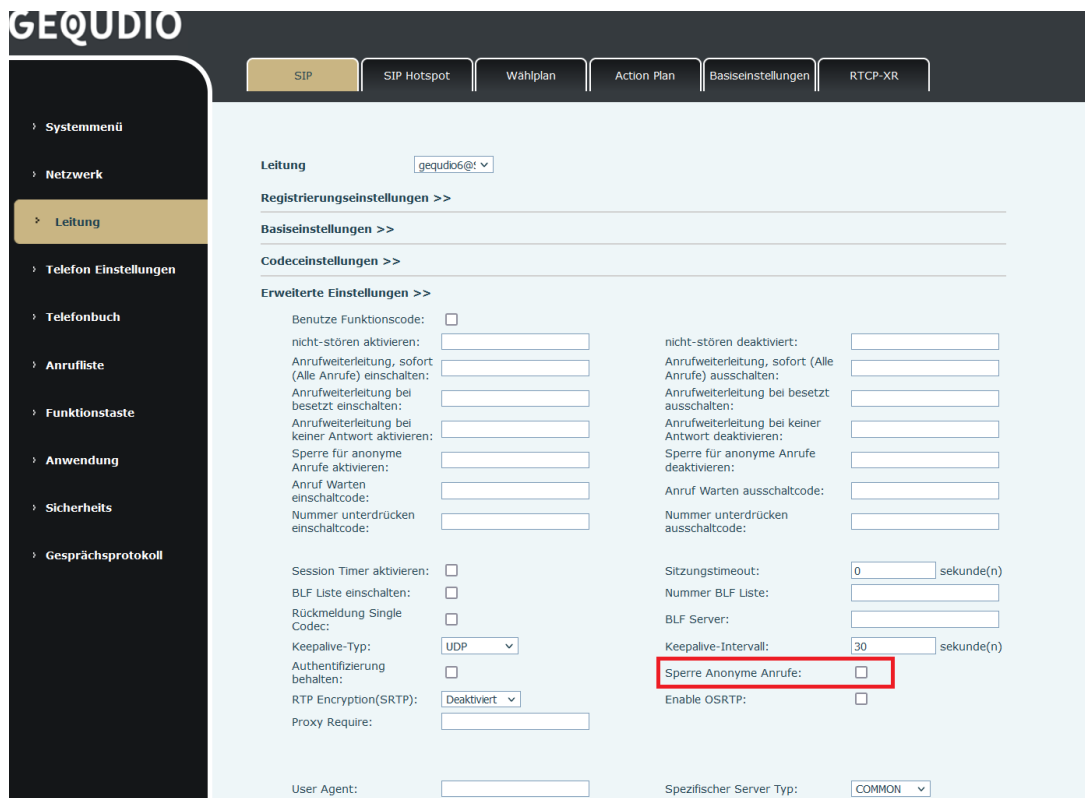 GEQUDIO
SIP
SIP Hotspot
Wählplan
Action Plan
Basiseinstellungen
RTCP-XR
Systemmenü
Netzwerk
Leitung
Telefon Einstellungen
Telefonbuch
Anrufliste
Funktionstaste
Anwendung
Sicherheits
Gesprächsprotokoll
Leitung
Registrierungseinstellungen >>
Basiseinstellungen >>
Codeceinstellungen >>
Erweiterte Einstellungen >>
Benutze Funktionscode:
nicht-stören aktivieren:
nicht-stören deaktiviert:
Anrufweiterleitung, sofort
(Alle Anrufe) einschalten:
Anrufweiterleitung, sofort (Alle
Anrufe) ausschalten:
Anrufweiterleitung bei
besetzt einschalten:
Anrufweiterleitung bei besetzt
ausschalten:
Anrufweiterleitung bei
keiner Antwort aktivieren:
Anrufweiterleitung bei keiner
Antwort deaktivieren:
Sperre für anonyme
Anrufe aktivieren:
Sperre für anonyme Anrufe
deaktivieren:
Anruf Warten
einschaltcode:
Anruf Warten ausschaltcode:
Nummer unterdrücken
einschaltcode:
Nummer unterdrücken
ausschaltcode:
Session Timer aktivieren:
Sitzungstimeout: 0 sekunde(n)
BLF Liste einschalten:
Nummer BLF Liste:
Rückmeldung Single
Codec:
BLF Server:
Keepalive-Typ: UDP
Keepalive-Intervall: 30 sekunde(n)
Authentifizierung
behalten:
Sperre Anonyme Anrufe:
RTP Encryption(SRTP): Deaktiviert
Enable OSRTP:
Proxy Require:
User Agent:
Spezifischer Server Typ: COMMON